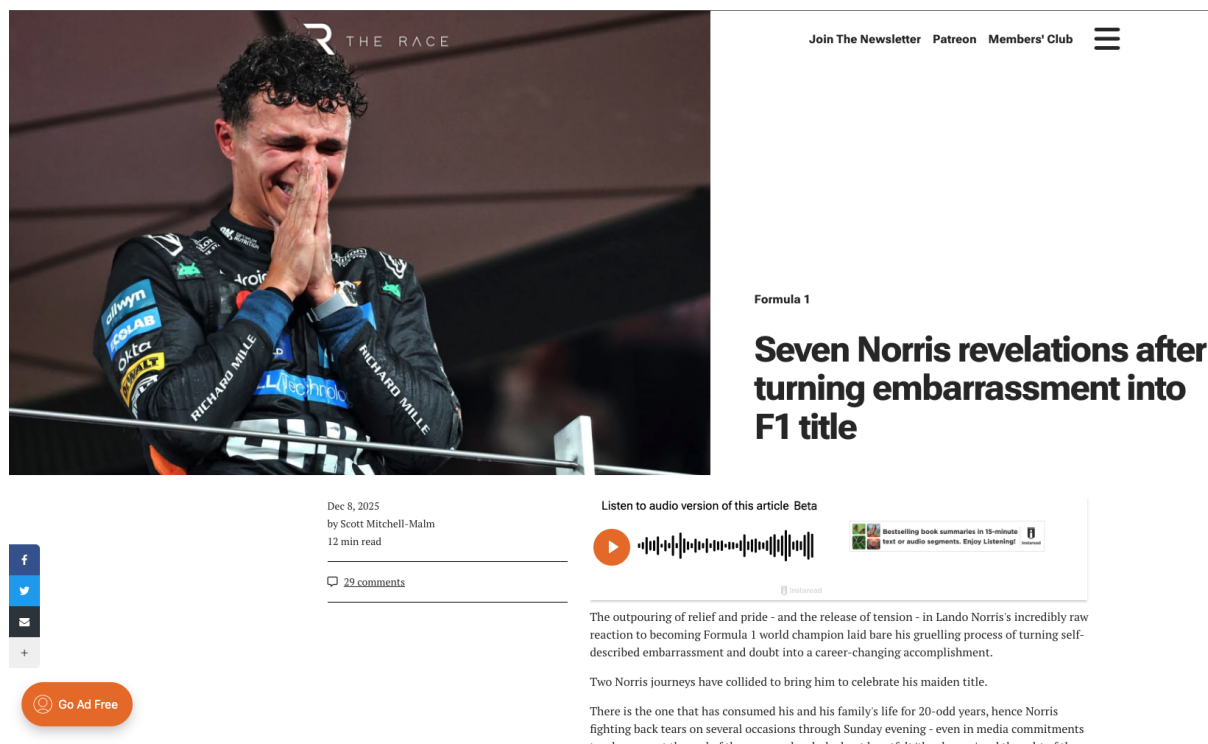 THE RACE
Join The Newsletter Patreon Members' Club
allwyn
ECOLAB
okta
DEWALT
RICHARD MILLE
RICHARD MILLE
Formula 1
Seven Norris revelations after
turning embarrassment into
F1 title
Dec 8, 2025
by Scott Mitchell-Malm
12 min read
29 comments
Listen to audio version of this article Beta
Bestselling book summaries in 15-minute
text or audio segments. Enjoy Listening!
Instaread
Instaread
The outpouring of relief and pride - and the release of tension - in Lando Norris's incredibly raw
reaction to becoming Formula 1 world champion laid bare his gruelling process of turning self-
described embarrassment and doubt into a career-changing accomplishment.
Two Norris journeys have collided to bring him to celebrate his maiden title.
There is the one that has consumed his and his family's life for 20-odd years, hence Norris
fighting back tears on several occasions through Sunday evening - even in media commitments
Go Ad Free